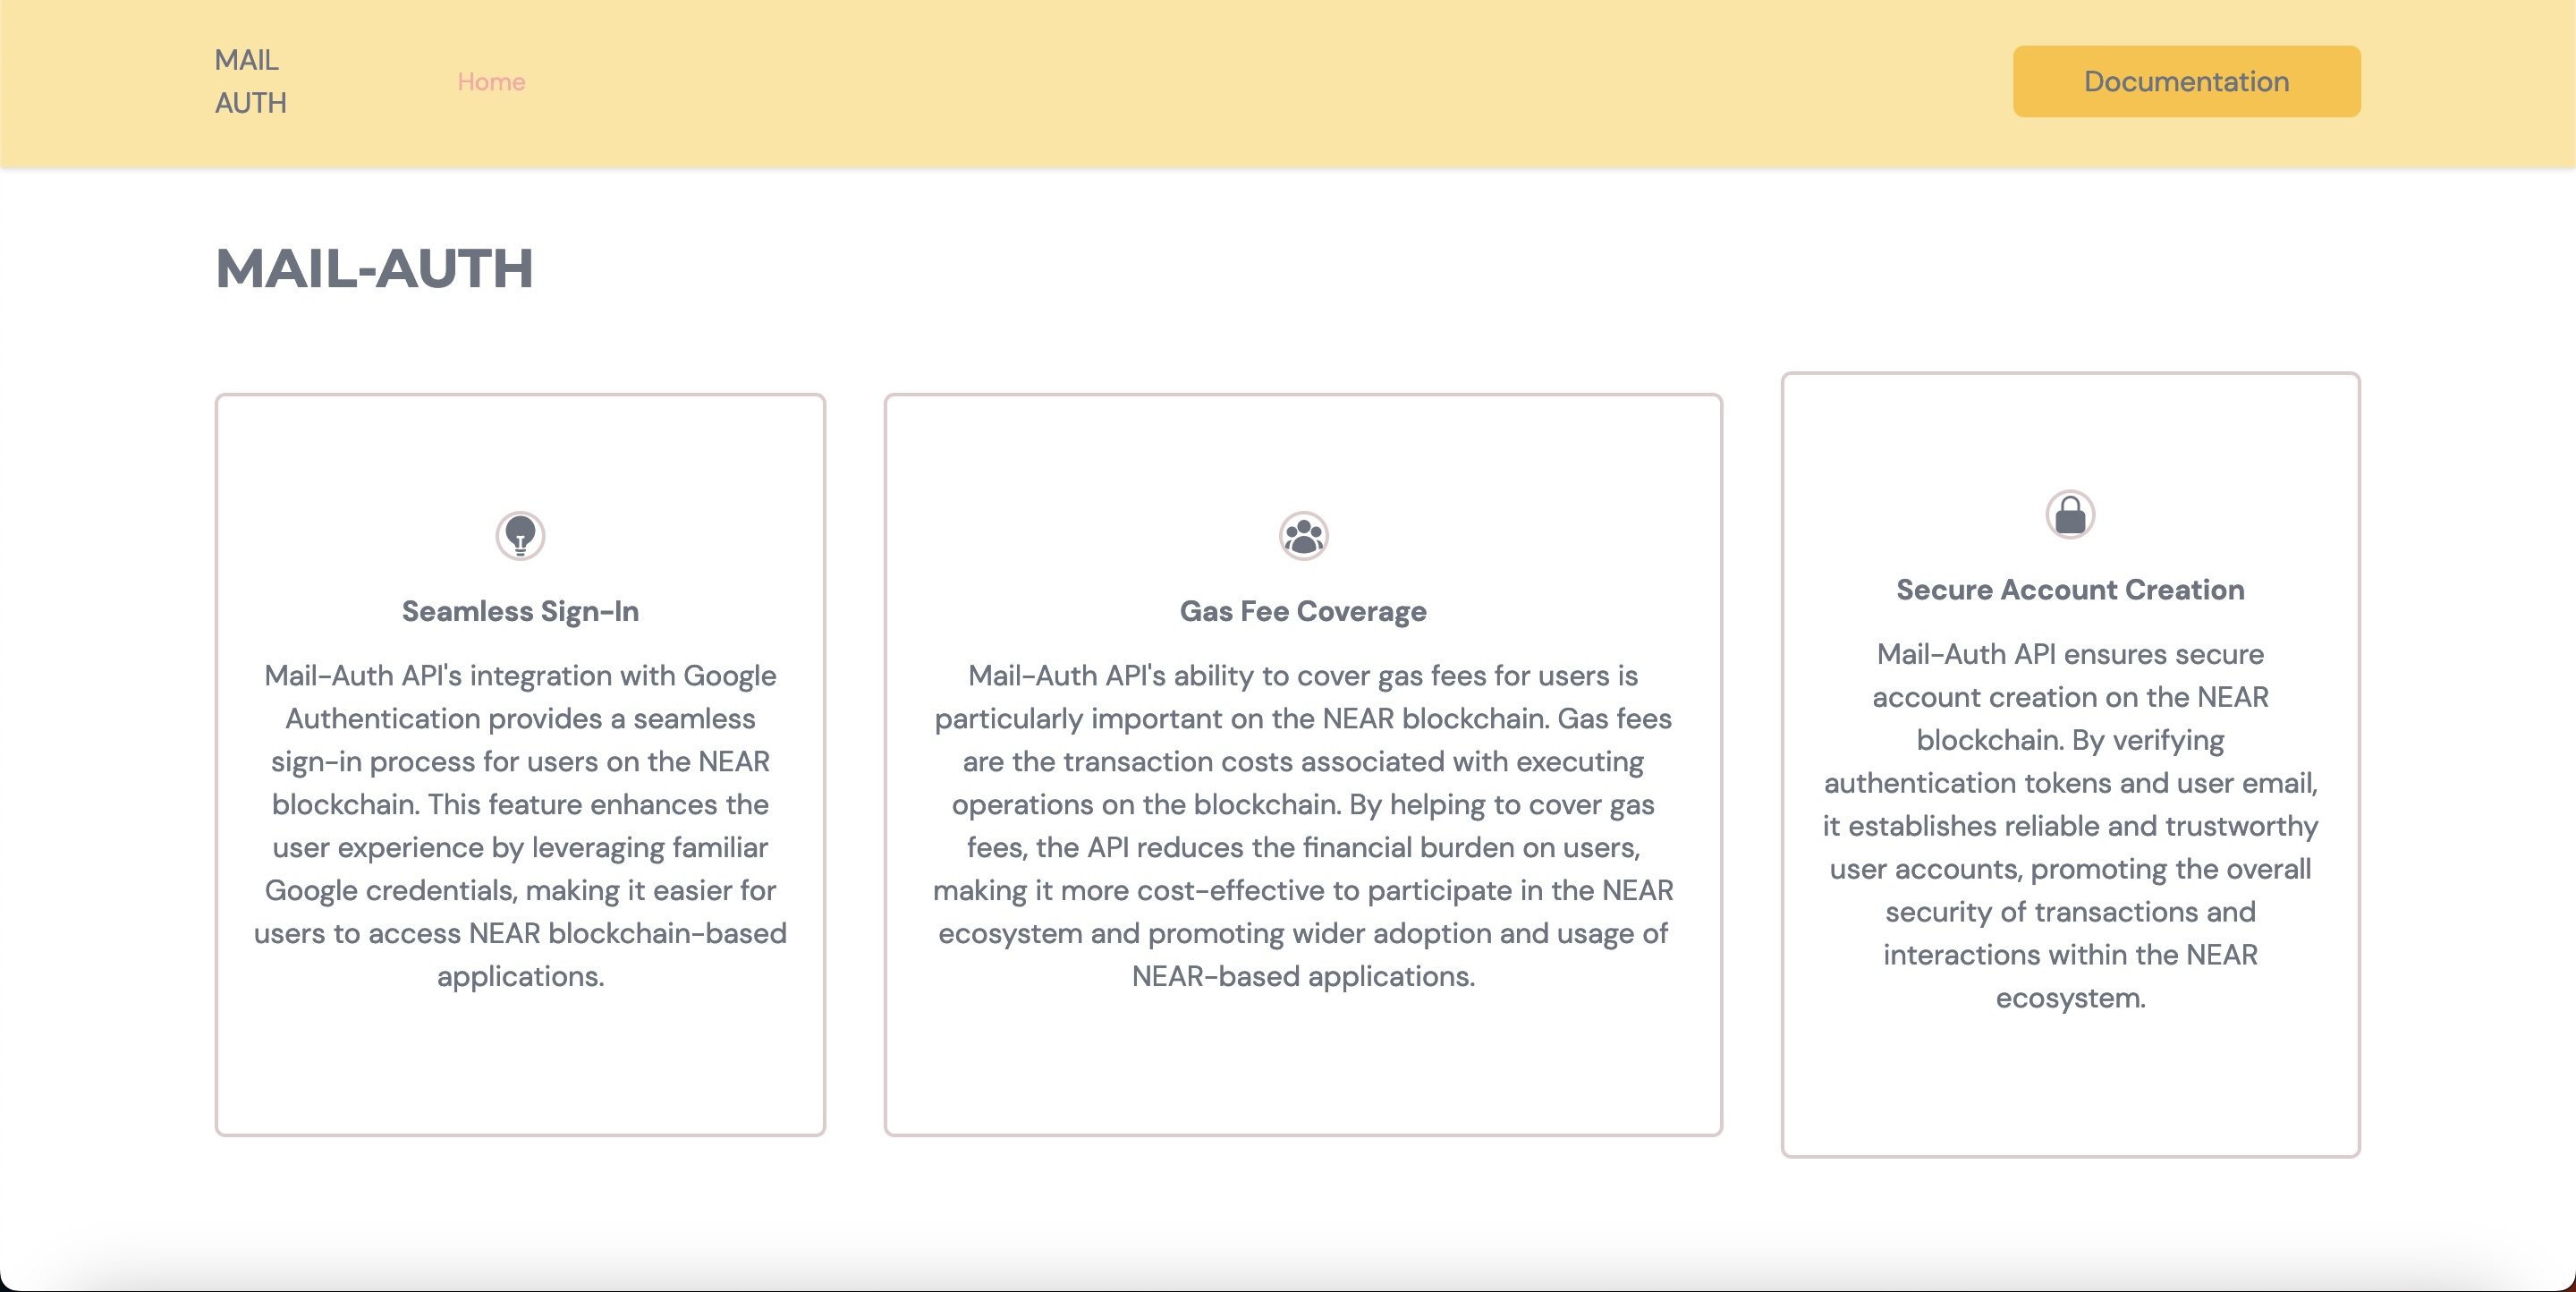 MAIL
AUTH
Home
Documentation
MAIL-AUTH
Seamless Sign-In
Mail-Auth API's integration with Google
Authentication provides a seamless
sign-in process for users on the NEAR
blockchain. This feature enhances the
user experience by leveraging familiar
Google credentials, making it easier for
users to access NEAR blockchain-based
applications.
Gas Fee Coverage
Mail-Auth API's ability to cover gas fees for users is
particularly important on the NEAR blockchain. Gas fees
are the transaction costs associated with executing
operations on the blockchain. By helping to cover gas
fees, the API reduces the financial burden on users,
making it more cost-effective to participate in the NEAR
ecosystem and promoting wider adoption and usage of
NEAR-based applications.
Secure Account Creation
Mail-Auth API ensures secure
account creation on the NEAR
blockchain. By verifying
authentication tokens and user email,
it establishes reliable and trustworthy
user accounts, promoting the overall
security of transactions and
interactions within the NEAR
ecosystem.